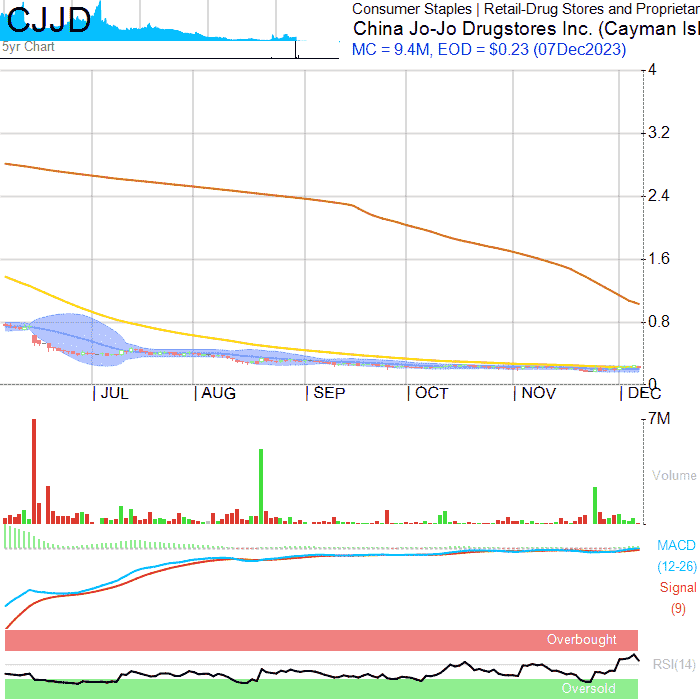 CJJD
5yr Chart
Consumer Staples | Retail-Drug Stores and Proprietar
China Jo-Jo Drugstores Inc. (Cayman Isl
MC = 9.4M, EOD = $0.23 (07Dec2023)
4
3.2
2.4
1.6
0.8
0
JUL
AUG
SEP
OCT
NOV
DEC
7M
Volume
MACD
(12-26)
Signal
(9)
Overbought
RSI(14)
Oversold